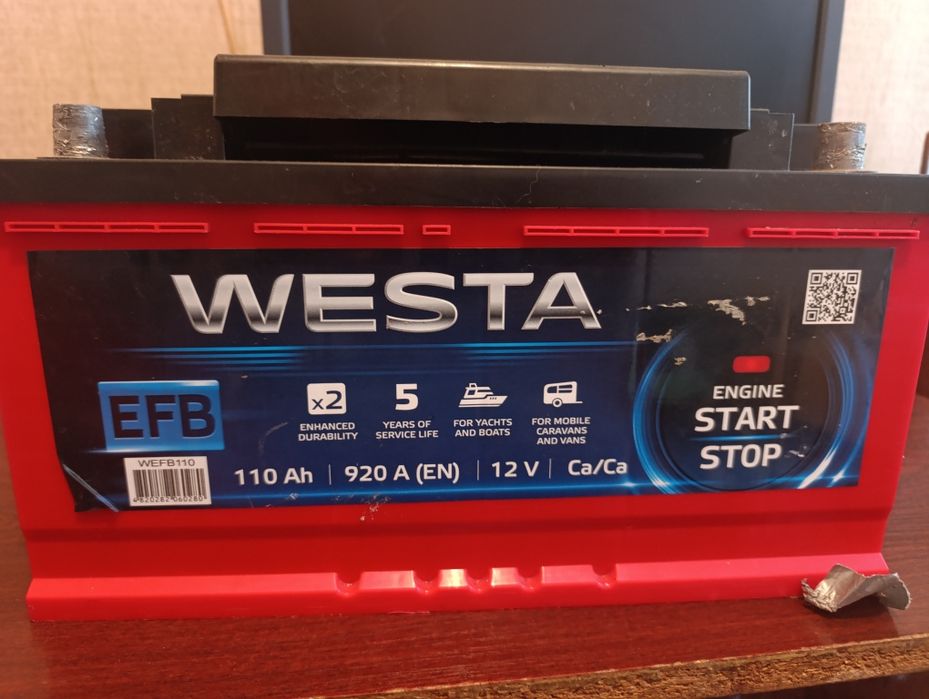 WESTA
EFB
x2
ENHANCED
DURABILITY
5
YEARS OF
SERVICE LIFE
FOR YACHTS
AND BOATS
FOR MOBILE
CARAVANS
AND VANS
ENGINE
START
STOP
WEFB110
4820282060280
110 Ah | 920 A (EN) | 12 V | Ca/Ca